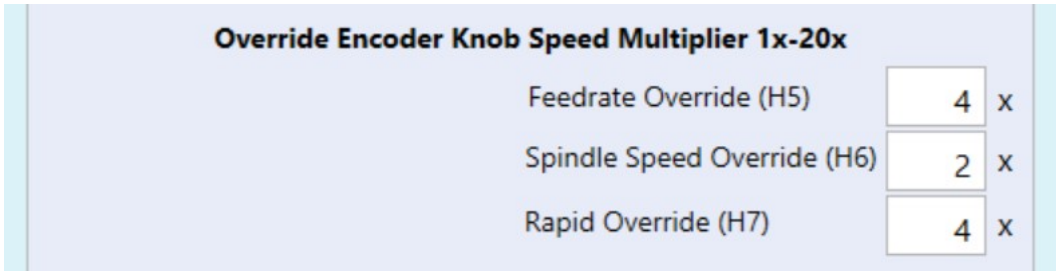 Override Encoder Knob Speed Multiplier 1x-20x
Feedrate Override (H5) 4 x
Spindle Speed Override (H6) 2 x
Rapid Override (H7) 4 x